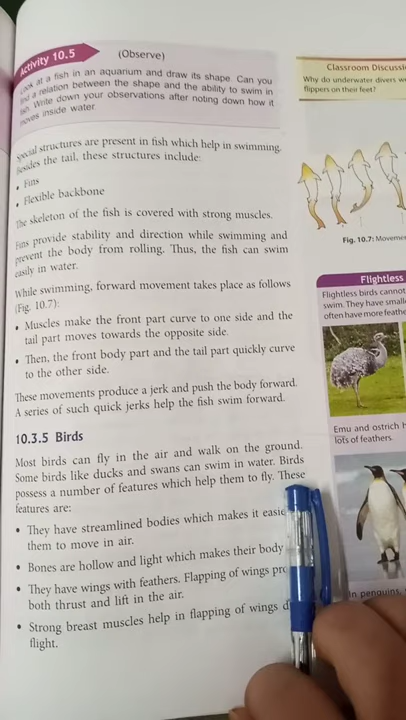 Activity 10.5
(Observe)
Look at a fish in an aquarium and draw its shape. Can you
find a relation between the shape and the ability to swim in
fish. Write down your observations after noting down how it
moves inside water.
Special structures are present in fish which help in swimming.
Besides the tail, these structures include:
• Fins
• Flexible backbone
The skeleton of the fish is covered with strong muscles.
Fins provide stability and direction while swimming and
prevent the body from rolling. Thus, the fish can swim
easily in water.
While swimming, forward movement takes place as follows
(Fig. 10.7):
• Muscles make the front part curve to one side and the
tail part moves towards the opposite side.
• Then, the front body part and the tail part quickly curve
to the other side.
These movements produce a jerk and push the body forward.
A series of such quick jerks help the fish swim forward.
10.3.5 Birds
Most birds can fly in the air and walk on the ground.
Some birds like ducks and swans can swim in water. Birds
possess a number of features which help them to fly. These
features are:
• They have streamlined bodies which makes it
them to move in air.
• Bones are hollow and light which makes their body
• They have wings with feathers. Flapping of wings
both thrust and lift in the air.
• Strong breast muscles help in flapping of wings
flight.
Classroom
Why do underwater divers
flippers on their feet?
Fig. 10.7:
Flightless
Flightless birds cannot
swim. They have
often have more
Emu and ostrich
lots of feathers.
In penguins,